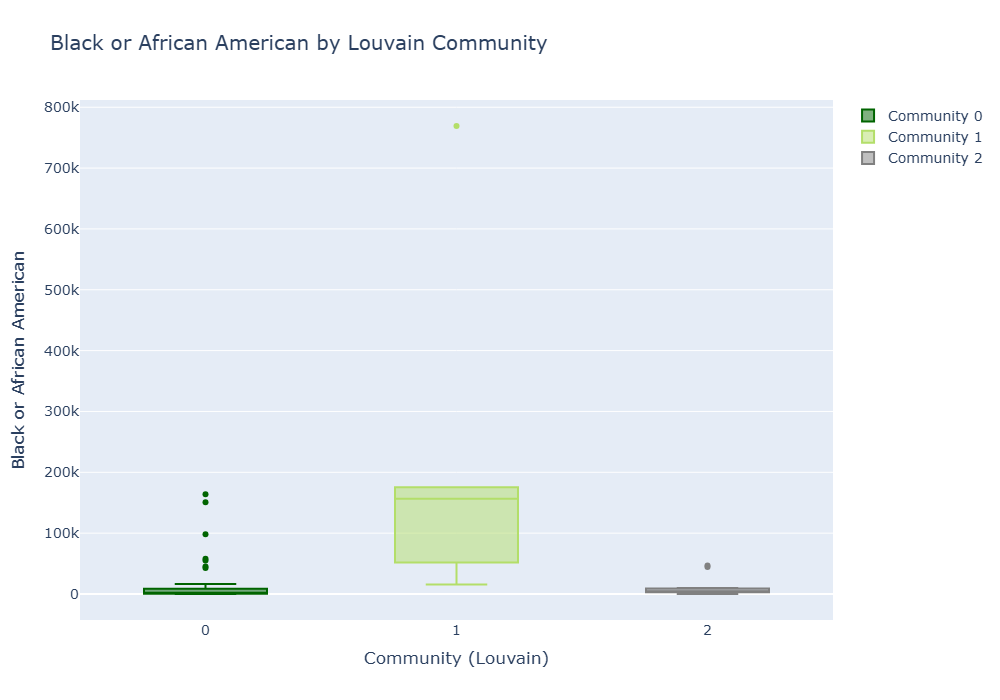 Black or African American by Louvain Community
800k
700k
600k
500k
400k
300k
200k
100k
0
Black or African American
0
1
2
Community (Louvain)
Community 0
Community 1
Community 2